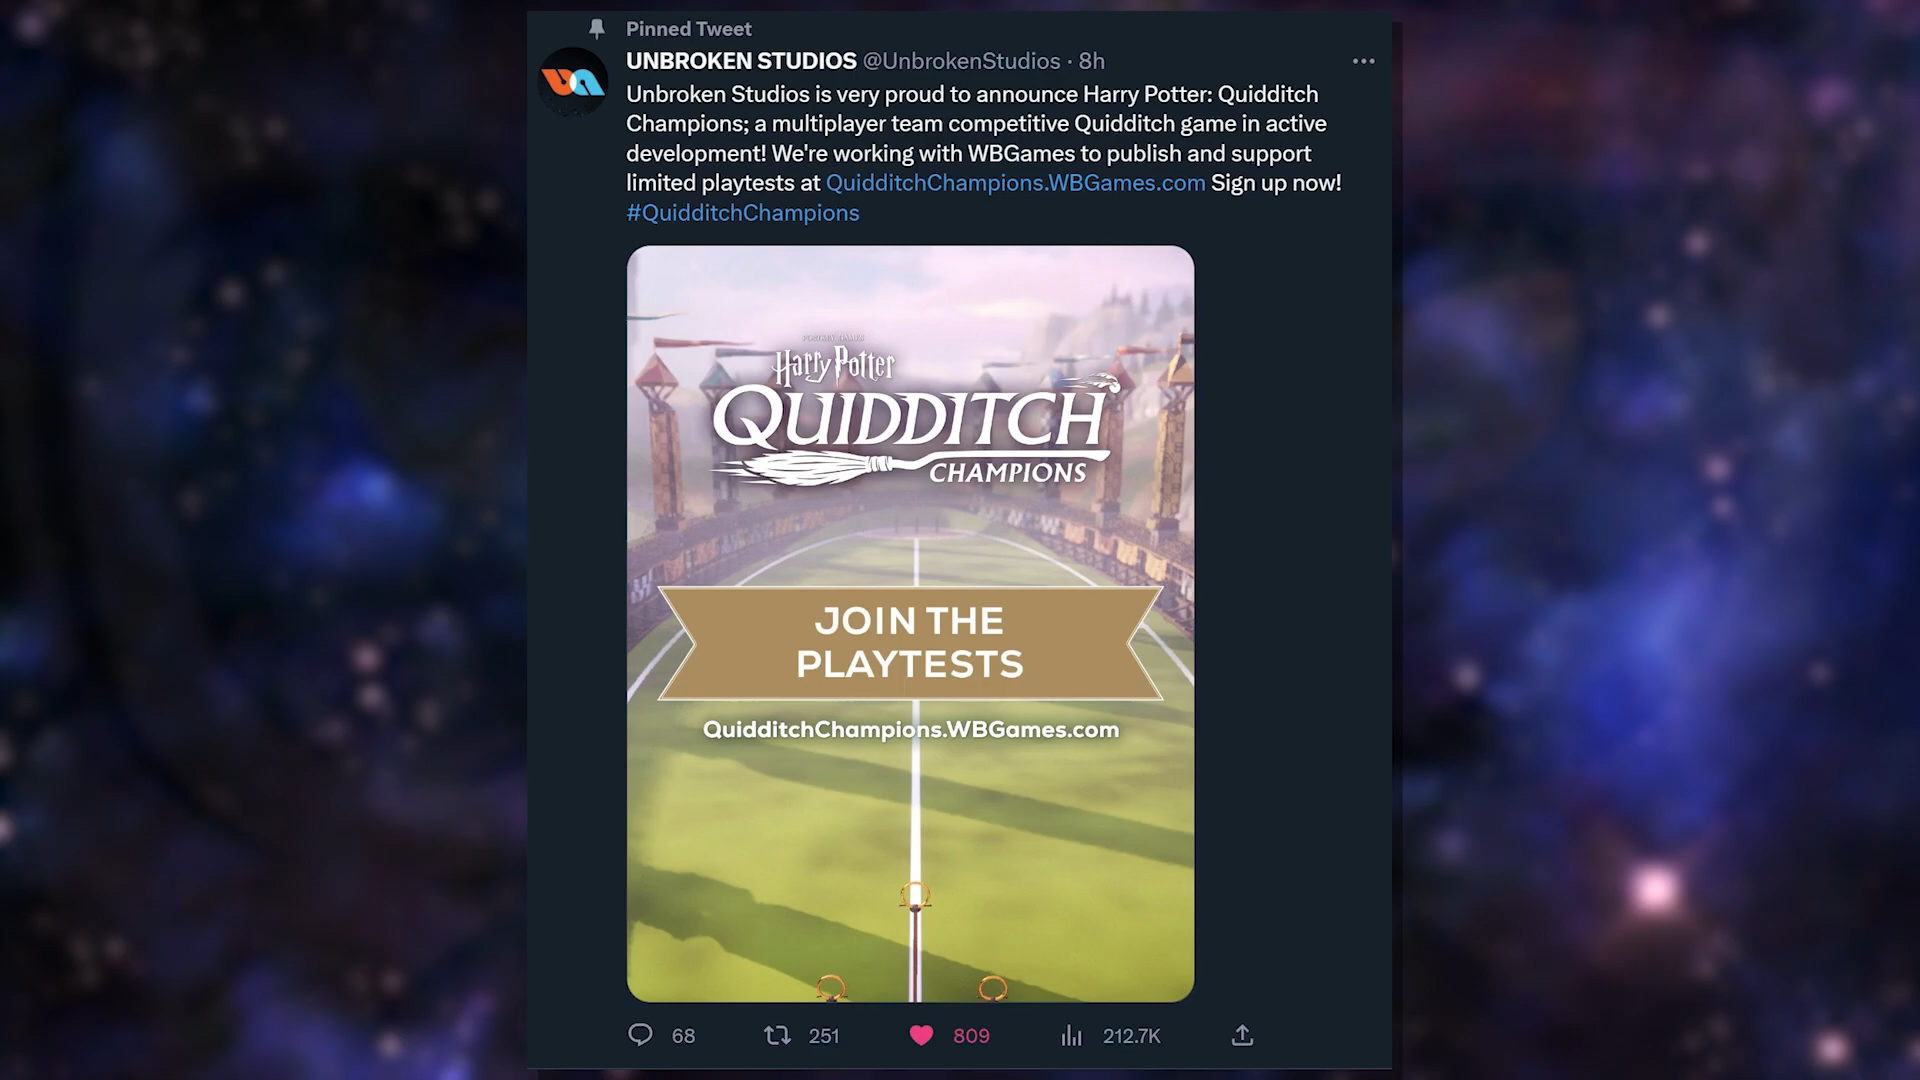 Pinned Tweet
UNBROKEN STUDIOS @UnbrokenStudios · 8h
Unbroken Studios is very proud to announce Harry Potter: Quidditch
Champions; a multiplayer team competitive Quidditch game in active
development! We're working with WBGames to publish and support
limited playtests at QuidditchChampions.WBGames.com Sign up now!
#QuidditchChampions
PORTKEY GAMES
Harry Potter
QUIDDITCH
CHAMPIONS
JOIN THE
PLAYTESTS
QuidditchChampions.WBGames.com
68 251 809 212.7K